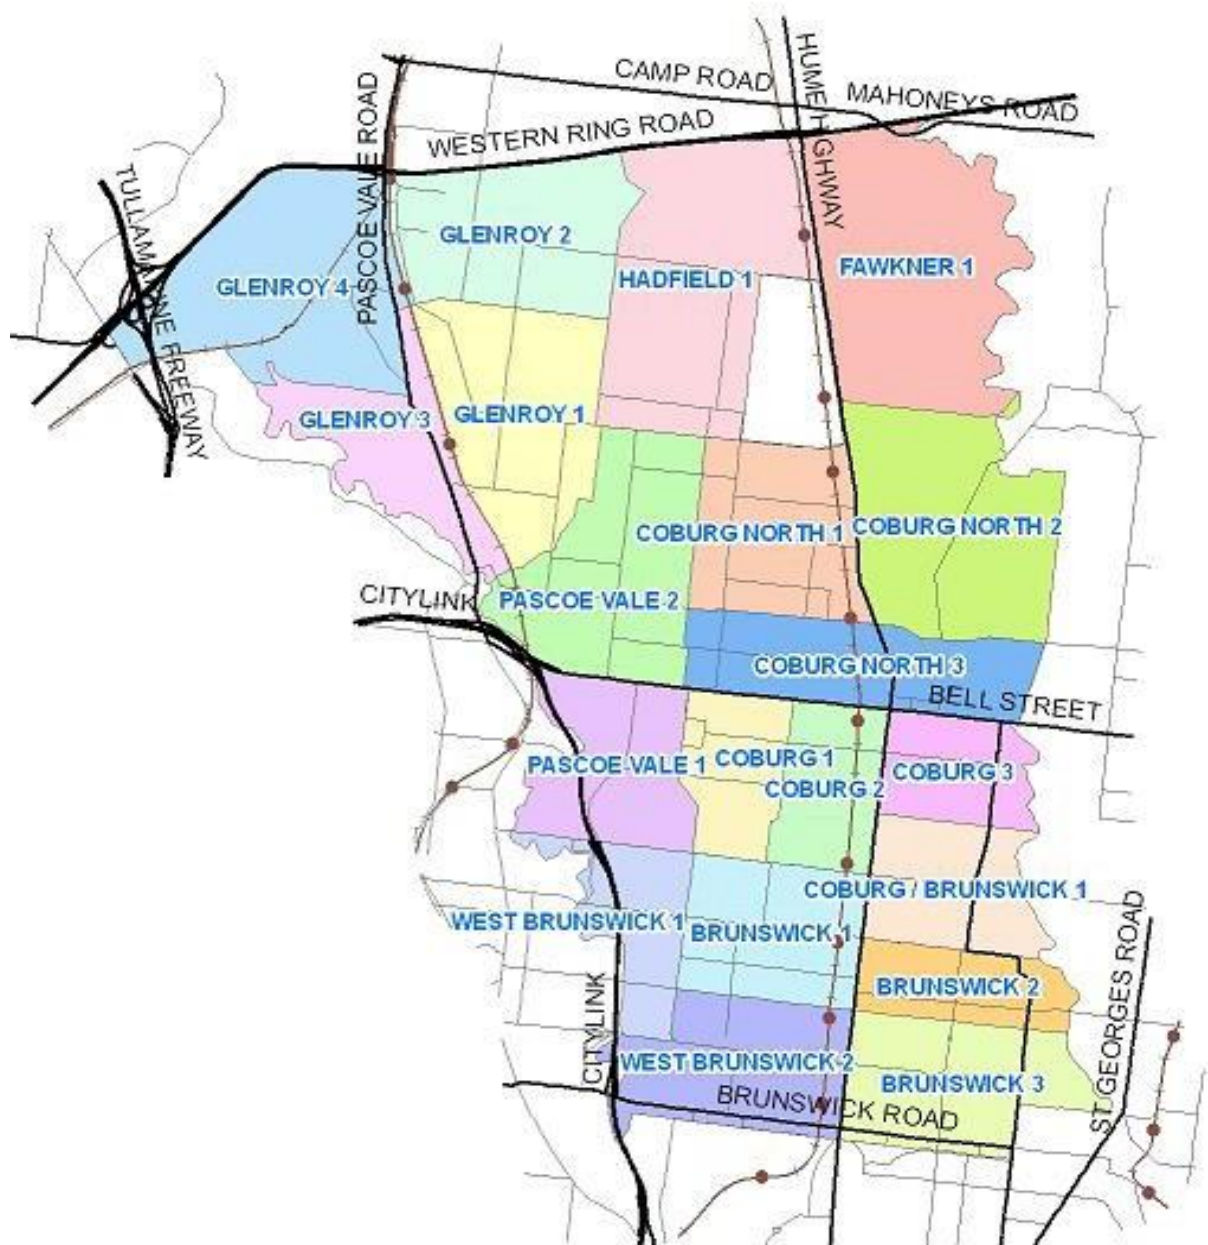 HUME HIGHWAY
CAMP ROAD
MAHONEYS ROAD
PASCOE VALE ROAD
WESTERN RING ROAD
TULLAMARINE FREEWAY
GLENROY 2
FAWKNER 1
GLENROY 4
HADFIELD 1
GLENROY 3
GLENROY 1
COBURG NORTH 1
COBURG NORTH 2
CITYLINK
PASCOE VALE 2
COBURG NORTH 3
BELL STREET
PASCOE VALE 1
COBURG 1
COBURG 3
COBURG 2
COBURG / BRUNSWICK 1
WEST BRUNSWICK 1
BRUNSWICK 1
ST. GEORGES ROAD
BRUNSWICK 2
CITYLINK
WEST BRUNSWICK 2
BRUNSWICK 3
BRUNSWICK ROAD